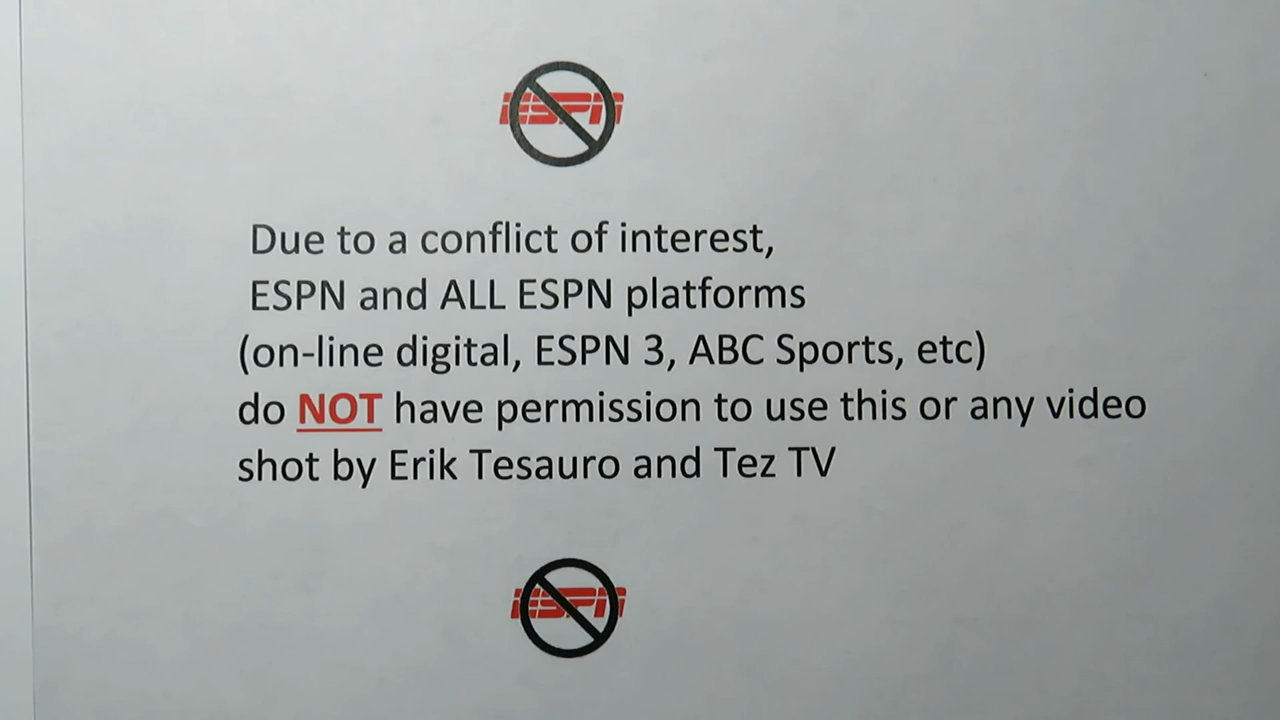 ESPN
Due to a conflict of interest,
ESPN and ALL ESPN platforms
(on-line digital, ESPN 3, ABC Sports, etc)
do NOT have permission to use this or any video
shot by Erik Tesauro and Tez TV
ESPN